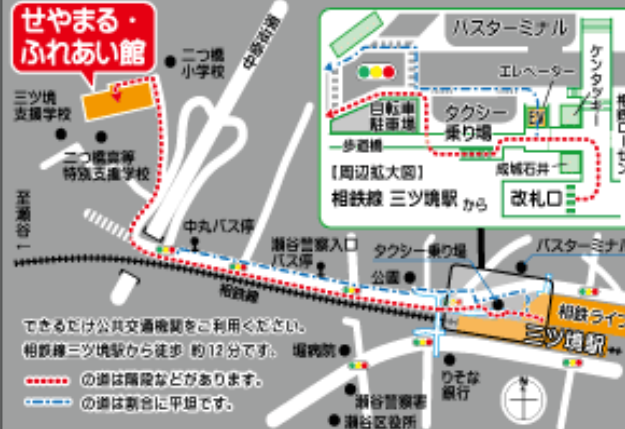 せやまる・
ふれあい館
二つ橋
小学校
中原街道
三ツ境
支援学校
二つ橋高等
特別支援学校
至瀬谷←
バスターミナル
エレベーター
ケンタッキー
自転車
駐車場
タクシー
乗り場
歩道橋
成城石井
【周辺拡大図】
相鉄線 三ツ境駅 から
改札口
中丸バス停
瀬谷警察入口
バス停
タクシー乗り場
バスターミナル
公園
相鉄線
相鉄ライフ
三ツ境駅
できるだけ公共交通機関をご利用ください。
相鉄線三ツ境駅から徒歩 約12分です。
の道は階段などがあります。
の道は割合に平坦です。
堀病院
りそな
銀行
瀬谷警察署
瀬谷区役所
N